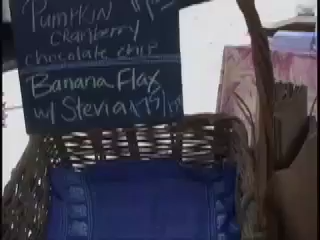 Pumpkin
cranberry
chocolate chip
Banana Flax
w/ Stevia